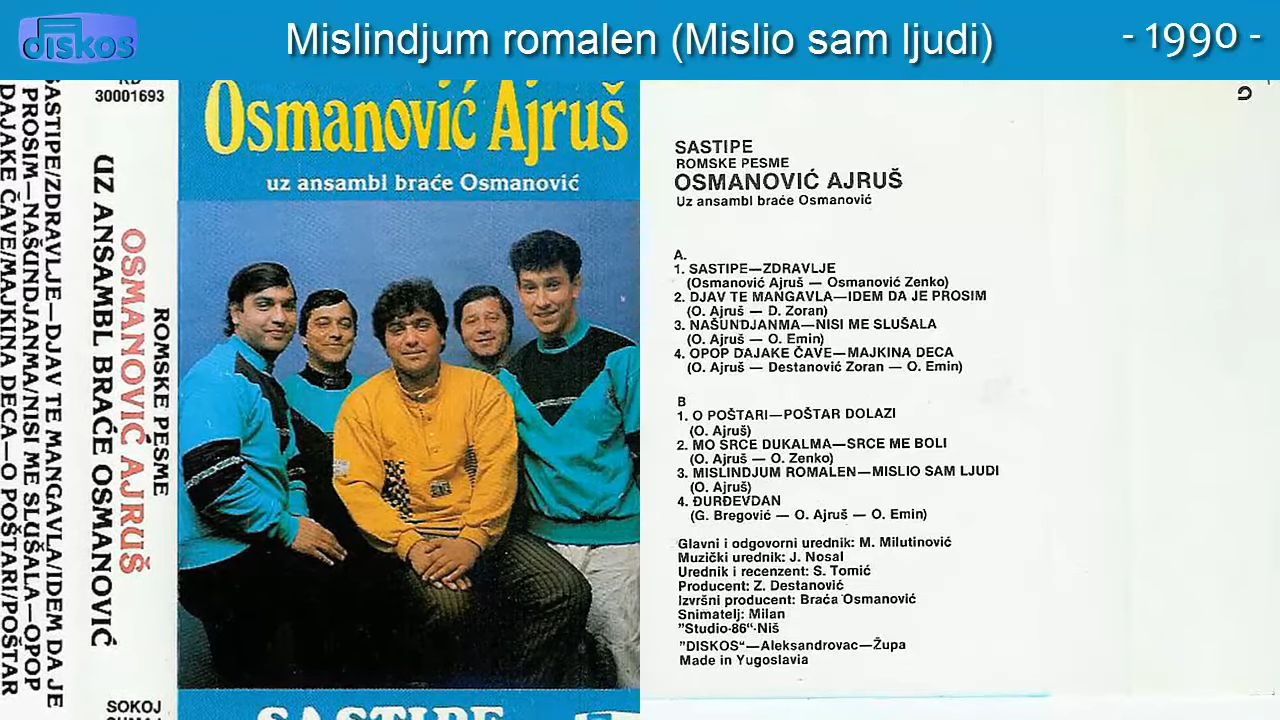 diskos
Mislindjum romalen (Mislio sam ljudi)
- 1990 -
30001693
ROMSKE PESME
OSMANOVIĆ AJRUŠ
UZ ANSAMBL BRAĆE OSMANOVIĆ
SASTIPE/ZDRAVLJE—DJAV TE MANGAVLA/IDEM DA JE
PROSIM—NAŠUNDJANMA/NISI ME SLUŠALA—OPOP
DAJAKE ČAVE/MAJKINA DECA—O POŠTARI/POŠTAR
SOKOJ
Osmanović Ajruš
uz ansambl braće Osmanović
SASTIPE
SASTIPE
ROMSKE PESME
OSMANOVIĆ AJRUŠ
Uz ansambl braće Osmanović
A.
1. SASTIPE—ZDRAVLJE
(Osmanović Ajruš — Osmanović Zenko)
2. DJAV TE MANGAVLA—IDEM DA JE PROSIM
(O. Ajruš — D. Zoran)
3. NAŠUNDJANMA—NISI ME SLUŠALA
(O. Ajruš — O. Emin)
4. OPOP DAJAKE ČAVE—MAJKINA DECA
(O. Ajruš — Destanović Zoran — O. Emin)
B
1. O POŠTARI—POŠTAR DOLAZI
(O. Ajruš)
2. MO SRCE DUKALMA—SRCE ME BOLI
(O. Ajruš — O. Zenko)
3. MISLINDJUM ROMALEN—MISLIO SAM LJUDI
(O. Ajruš)
4. ĐURĐEVDAN
(G. Bregović — O. Ajruš — O. Emin)
Glavni i odgovorni urednik: M. Milutinović
Muzički urednik: J. Nosal
Urednik i recenzent: S. Tomić
Producent: Z. Destanović
Izvršni producent: Braća Osmanović
Snimatelj: Milan
"Studio-86"-Niš
"DISKOS"—Aleksandrovac—Župa
Made in Yugoslavia